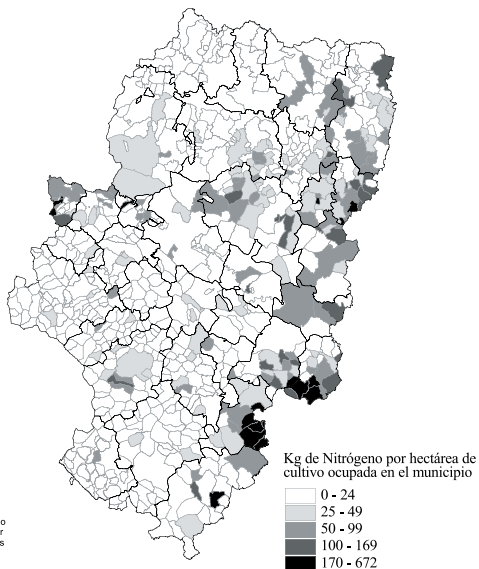 Kg de Nitrógeno por hectárea de
cultivo ocupada en el municipio
0 - 24
25 - 49
50 - 99
100 - 169
170 - 672
o
r
s